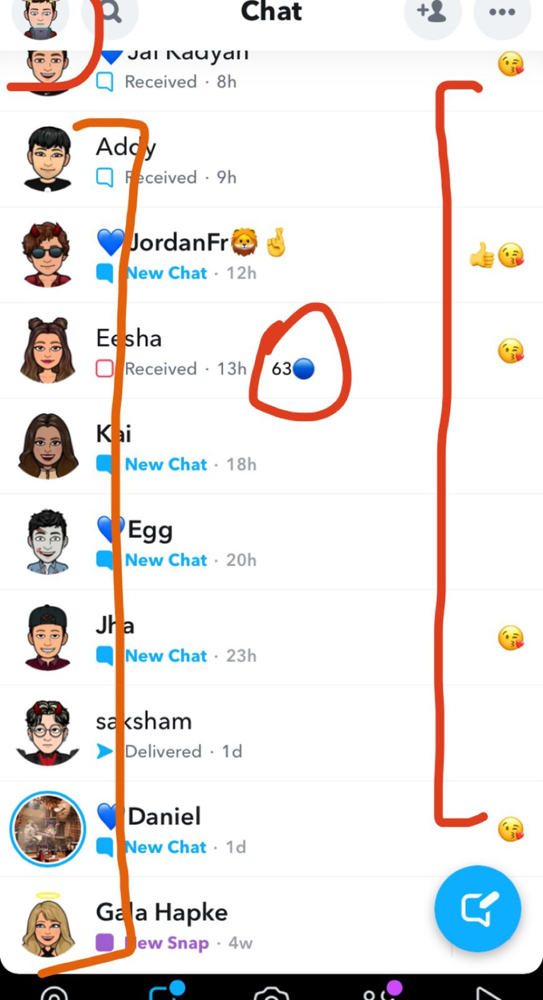 Chat
💙Jai Kadyan
Received · 8h
Addy
Received · 9h
💙JordanFr🦁🤞
New Chat · 12h
Eesha
Received · 13h 63🔵
Kai
New Chat · 18h
💙Egg
New Chat · 20h
Jha
New Chat · 23h
saksham
Delivered · 1d
💙Daniel
New Chat · 1d
Gala Hapke
New Snap · 4w